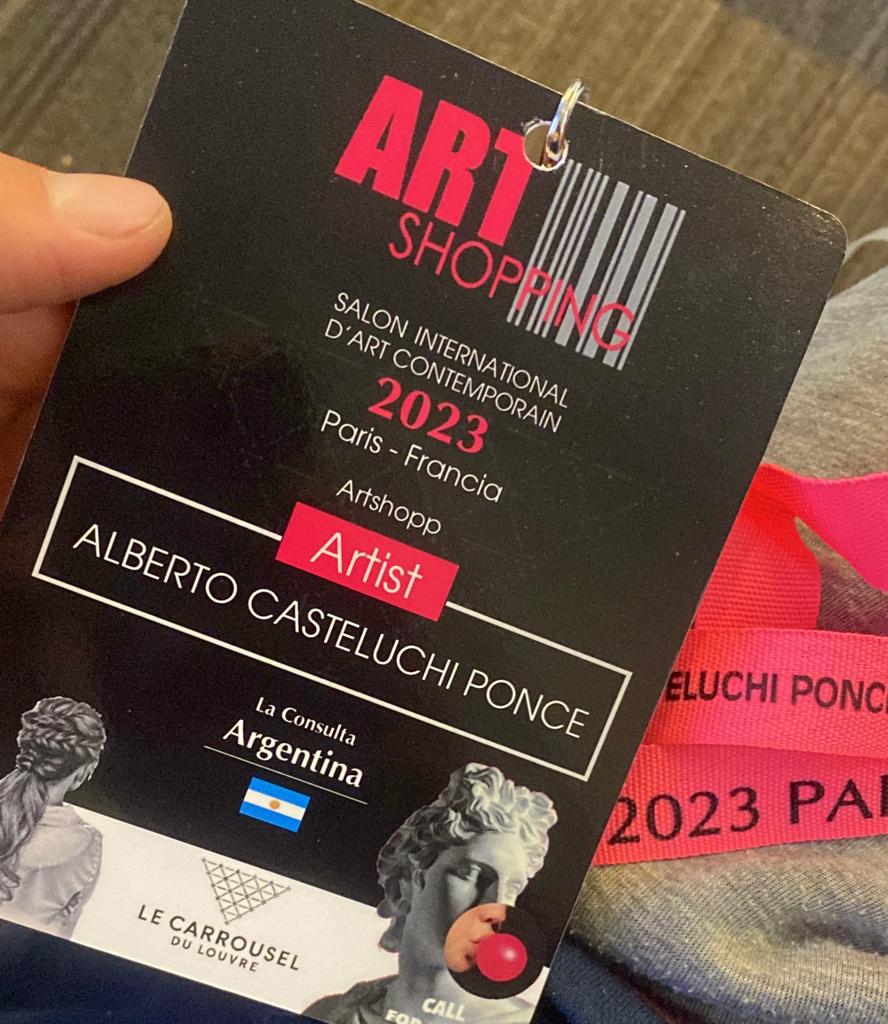 ART
SHOPPING
SALON INTERNATIONAL
D'ART CONTEMPORAIN
2023
Paris - Francia
Artshopp
Artist
ALBERTO CASTELUCHI PONCE
La Consulta
Argentina
LE CARROUSEL
DU LOUVRE
CALL
FOR
ELUCHI PONC
2023 PA